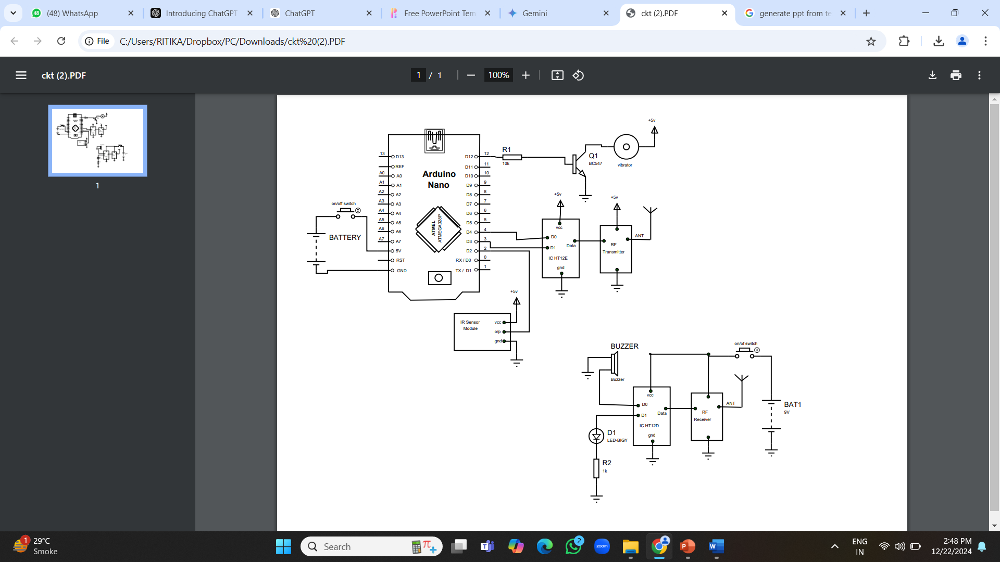 (48) WhatsApp
Introducing ChatGPT
ChatGPT
Free PowerPoint Tem
Gemini
ckt (2).PDF
generate ppt from te
File
C:/Users/RITIKA/Dropbox/PC/Downloads/ckt%20(2).PDF
ckt (2).PDF
1 / 1
100%
1
Arduino
Nano
ATMEL
ATMEGA328P
13 D13
REF
A0 A0
A1 A1
A2 A2
A3 A3
A4 A4
A5 A5
A6 A6
A7 A7
5V
RST
GND
D12 12
D11 11
D10 10
D9 9
D8 8
D7 7
D6 6
D5 5
D4 4
D3 3
D2 2
RX / D0 0
TX / D1 1
on/off switch
BATTERY
R1
10k
Q1
BC547
vibrator
+5v
+5v
vcc
D0
D1
Data
IC HT12E
gnd
+5v
RF
Transmitter
ANT
+5v
IR Sensor
Module
vcc
o/p
gnd
BUZZER
Buzzer
on/of switch
vcc
D0
D1
Data
IC HT12D
gnd
RF
Receiver
ANT
BAT1
9V
D1
LED-BIGY
R2
1k
1
29°C
Smoke
Search
2
zoom
ENG
IN
2:48 PM
12/22/2024